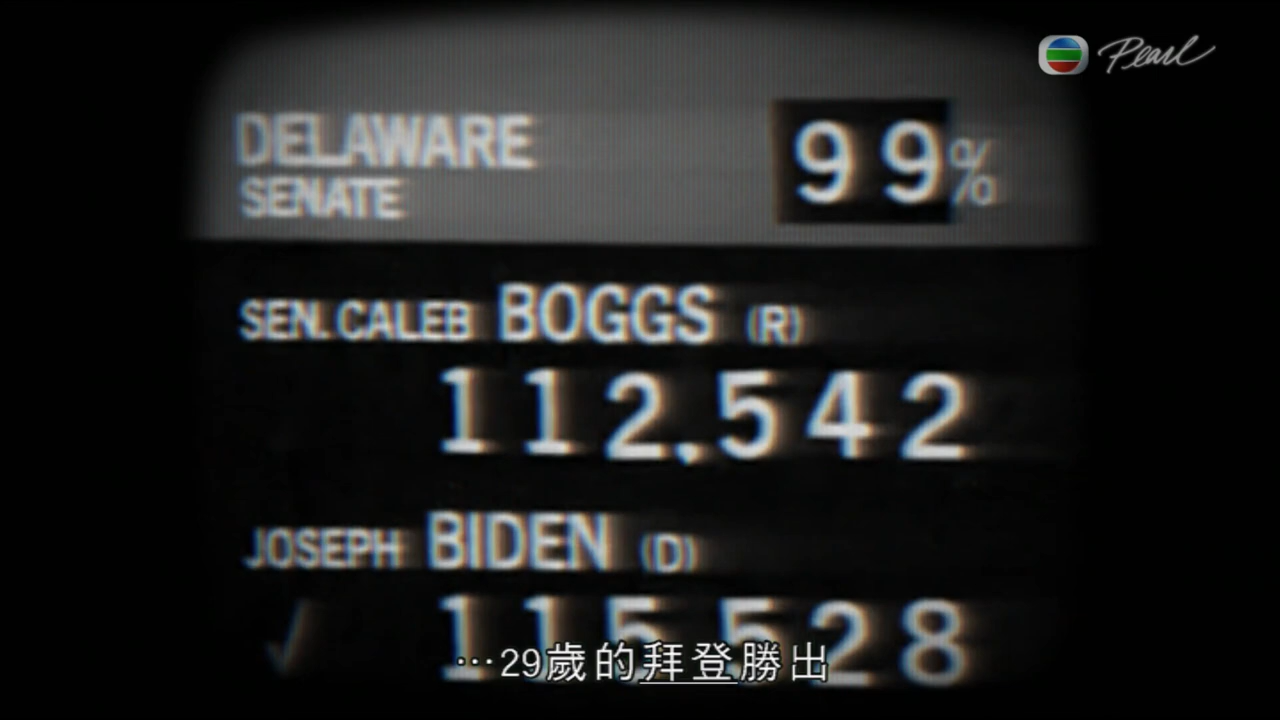 Pearl
DELAWARE
SENATE
99%
SEN. CALEB BOGGS (R)
112,542
JOSEPH BIDEN (D)
✓ 115,528
…29歲的拜登勝出